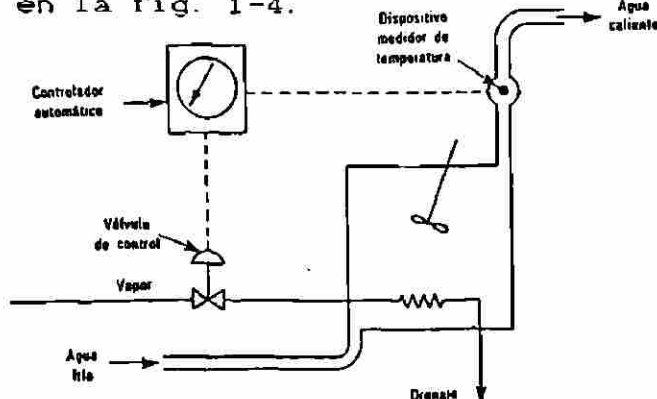 en la fig. 1-4.
Dispositivo
medidor de
temperatura
Agua
caliente
Controlador
automático
Válvula
de control
Vapor
Agua
fría
Drenaje